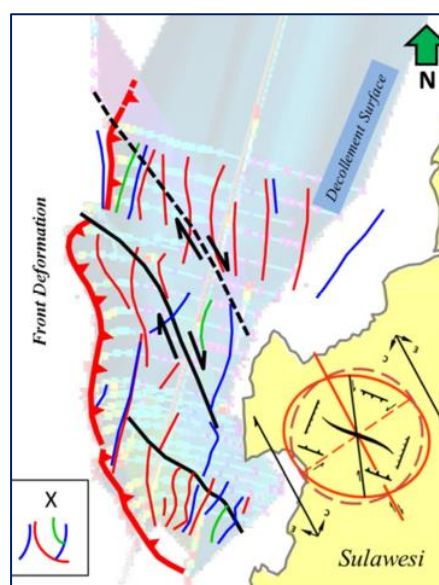 N
Decollement Surface
Front Deformation
X
Sulawesi